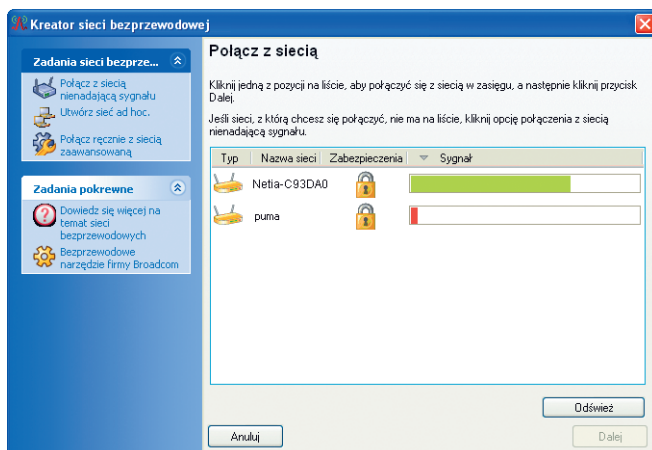 Kreator sieci bezprzewodowej
Zadania sieci bezprze...
Połącz z siecią
nienadającą sygnału
Utwórz sieć ad hoc.
Połącz ręcznie z siecią
zaawansowaną
Zadania pokrewne
Dowiedz się więcej na
temat sieci
bezprzewodowych
Bezprzewodowe
narzędzie firmy Broadcom
Połącz z siecią
Kliknij jedną z pozycji na liście, aby połączyć się z siecią w zasięgu, a następnie kliknij przycisk
Dalej.
Jeśli sieci, z którą chcesz się połączyć, nie ma na liście, kliknij opcję połączenia z siecią
nienadającą sygnału.
Typ Nazwa sieci Zabezpieczenia Sygnał
Netia-C93DA0
puma
Odśwież
Anuluj Dalej